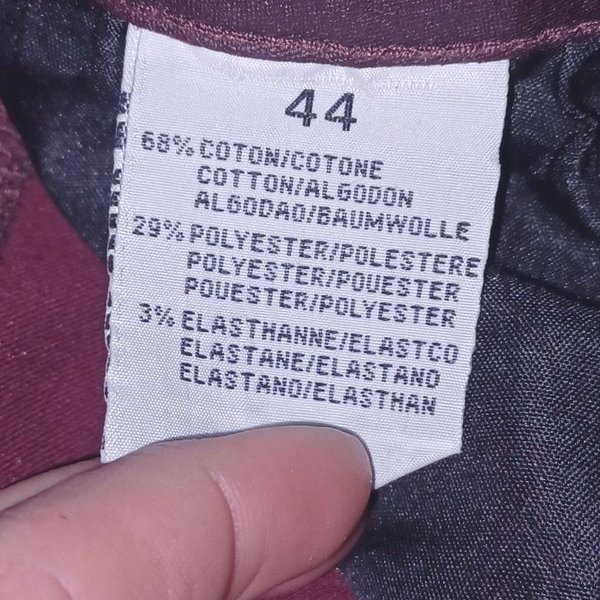 44
68% COTON/COTONE
COTTON/ALGODON
ALGODAO/BAUMWOLLE
29% POLYESTER/POLESTERE
POLYESTER/POUESTER
POUESTER/POLYESTER
3% ELASTHANNE/ELASTCO
ELASTANE/ELASTANO
ELASTANO/ELASTHAN